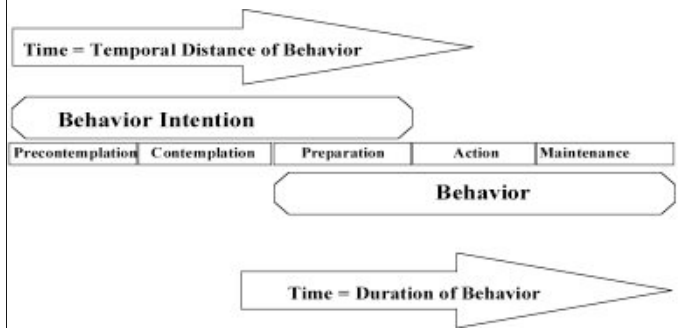 Time = Temporal Distance of Behavior
Behavior Intention
Precontemplation Contemplation Preparation Action Maintenance
Behavior
Time = Duration of Behavior